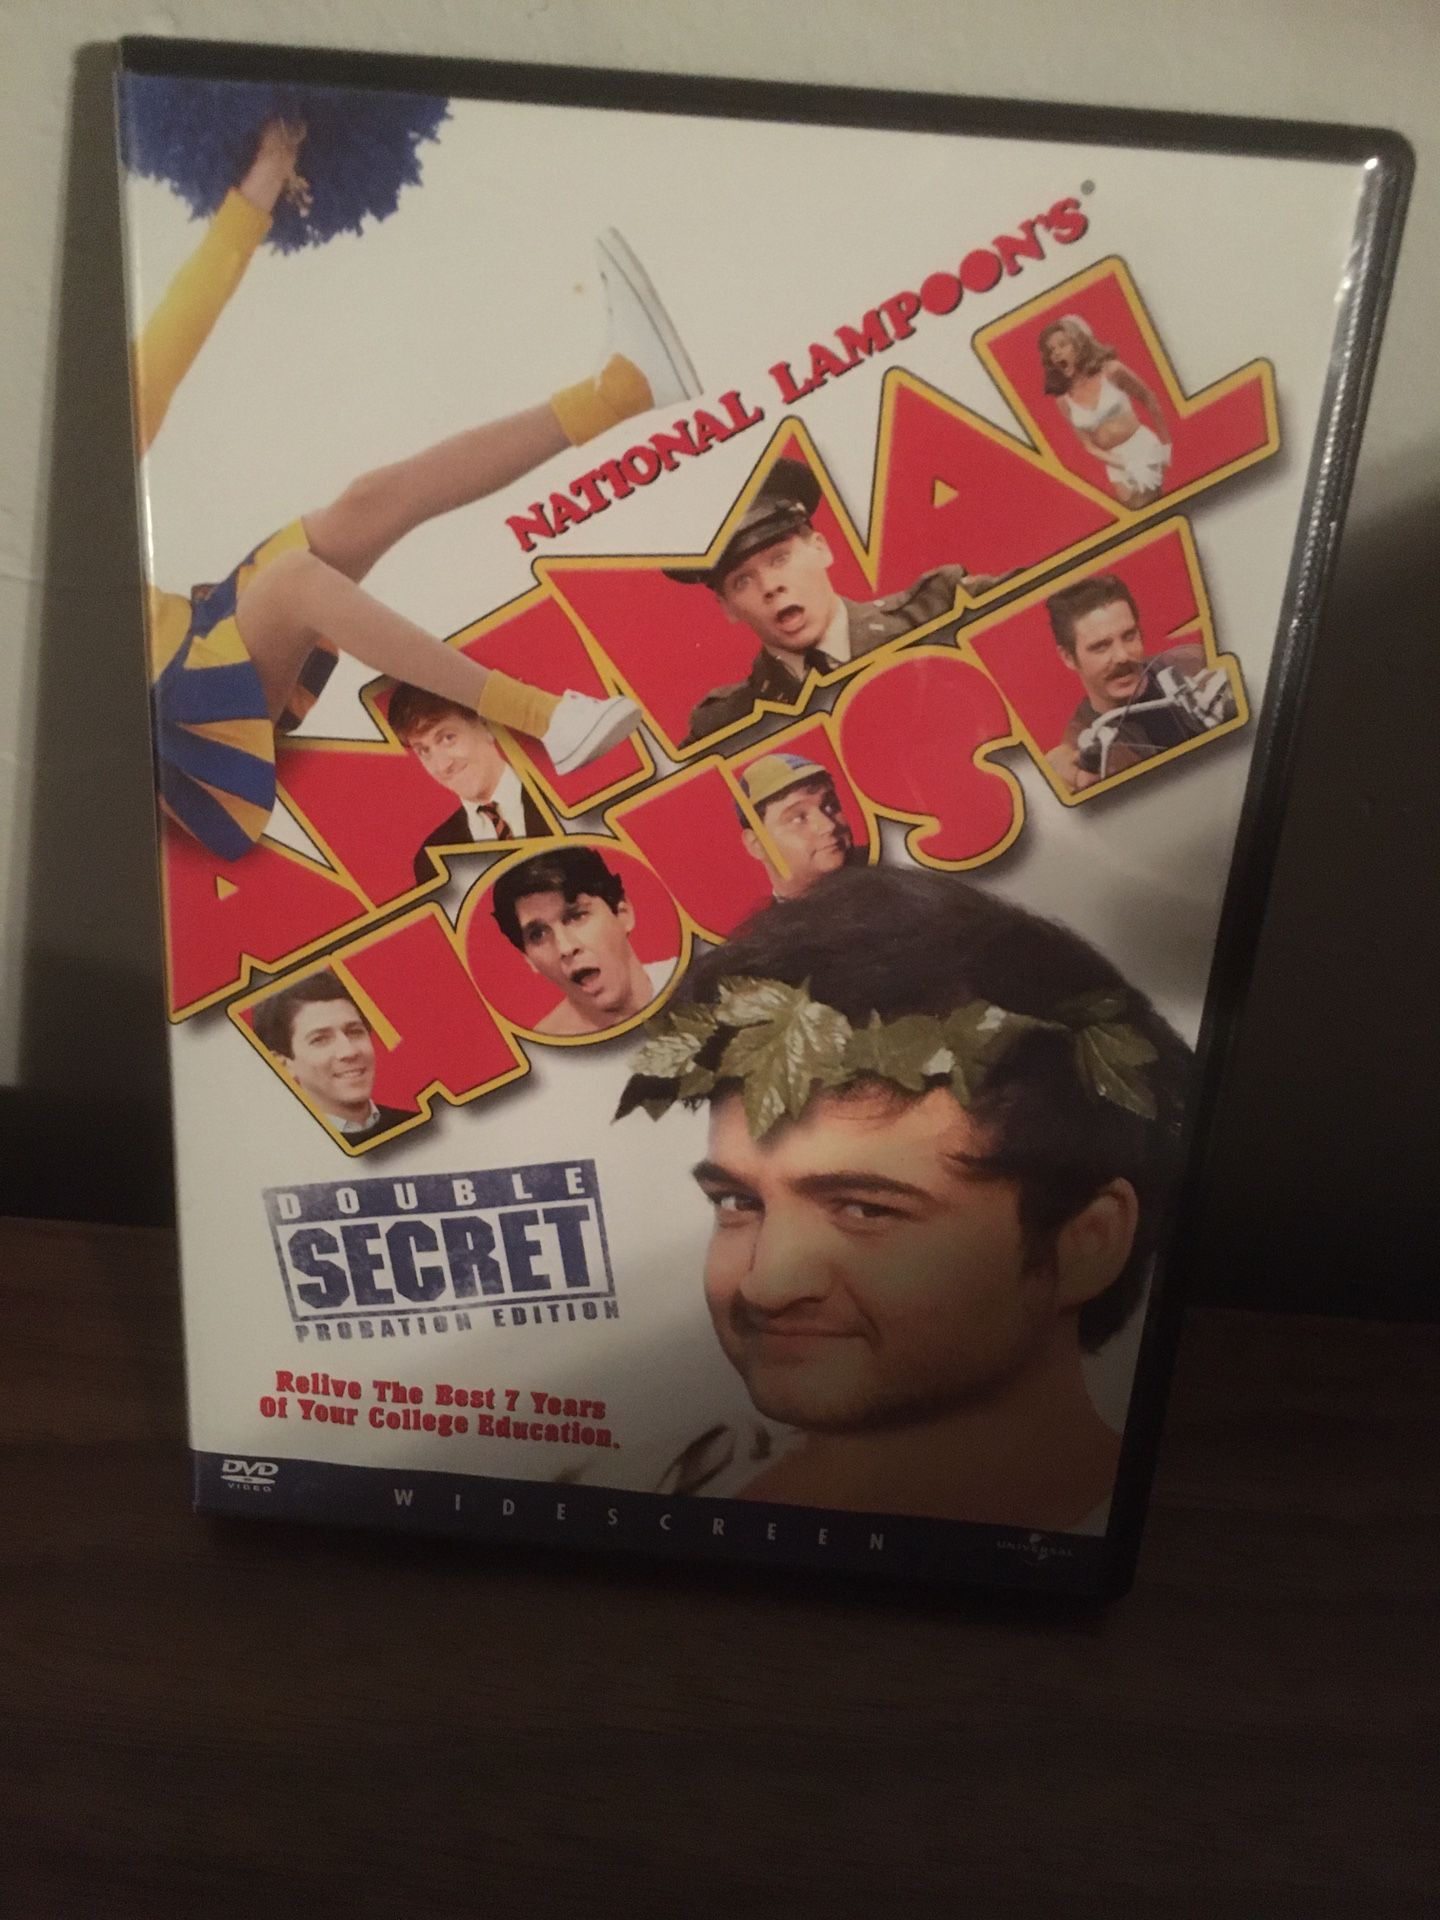 NATIONAL LAMPOON'S®
ANIMAL
HOUSE
DOUBLE
SECRET
PROBATION EDITION
Relive The Best 7 Years
Of Your College Education.
DVD
VIDEO
WIDESCREEN
UNIVERSAL